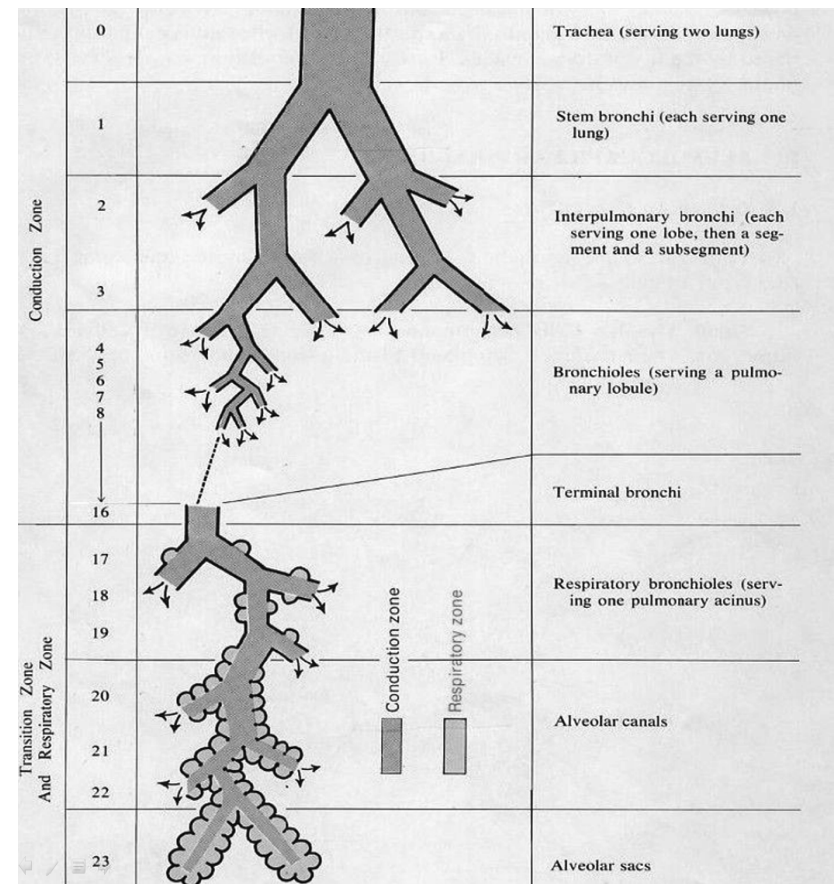 0
Trachea (serving two lungs)
1
Stem bronchi (each serving one
lung)
2
Interpulmonary bronchi (each
serving one lobe, then a seg-
ment and a subsegment)
3
Conduction Zone
4
5
6
7
8
Bronchioles (serving a pulmo-
nary lobule)
Terminal bronchi
16
17
18
19
Respiratory bronchioles (serv-
ing one pulmonary acinus)
Conduction zone
Respiratory zone
Transition Zone
And Respiratory Zone
20
21
22
Alveolar canals
23
Alveolar sacs